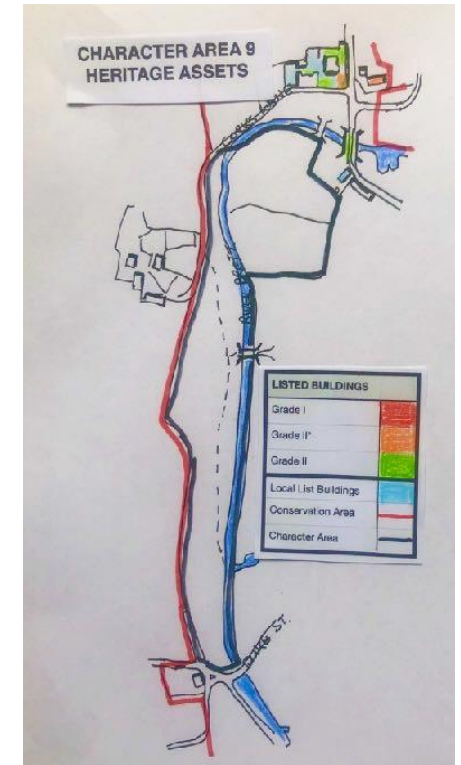 CHARACTER AREA 9
HERITAGE ASSETS
LISTED BUILDINGS
Grade I
Grade II*
Grade II
Local List Buildings
Conservation Area
Character Area
ST.